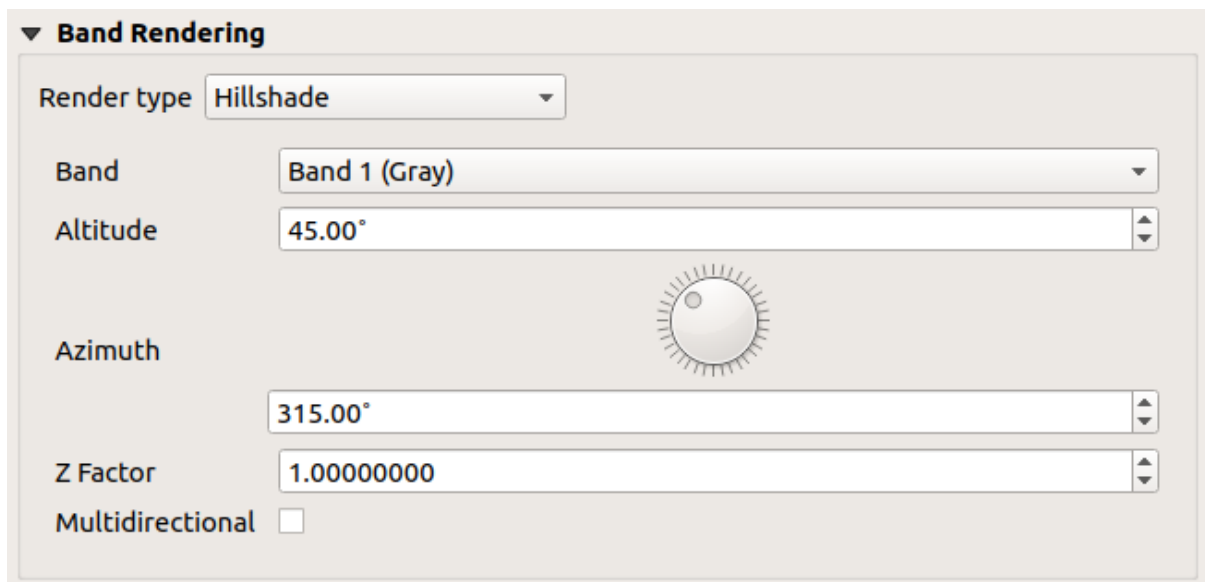 Band Rendering
Render type Hillshade
Band Band 1 (Gray)
Altitude 45.00°
Azimuth
315.00°
Z Factor 1.00000000
Multidirectional